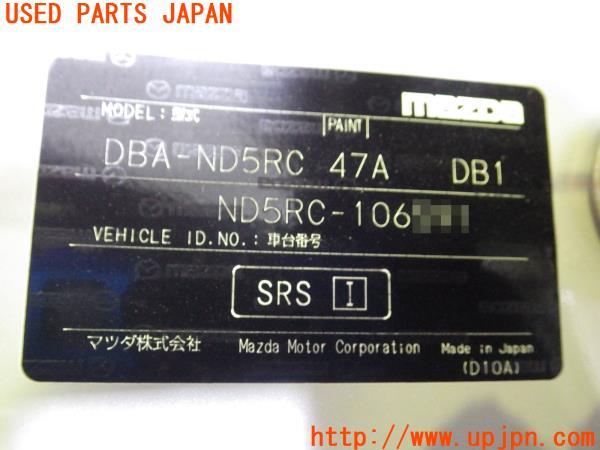 USED PARTS JAPAN
mazda
MODEL: 型式
PAINT
DBA-ND5RC 47A DB1
ND5RC-106
VEHICLE ID.NO.: 車台番号
SRS I
マツダ株式会社 Mazda Motor Corporation Made in Japan
(D10A)
http://www.upjpn.com/